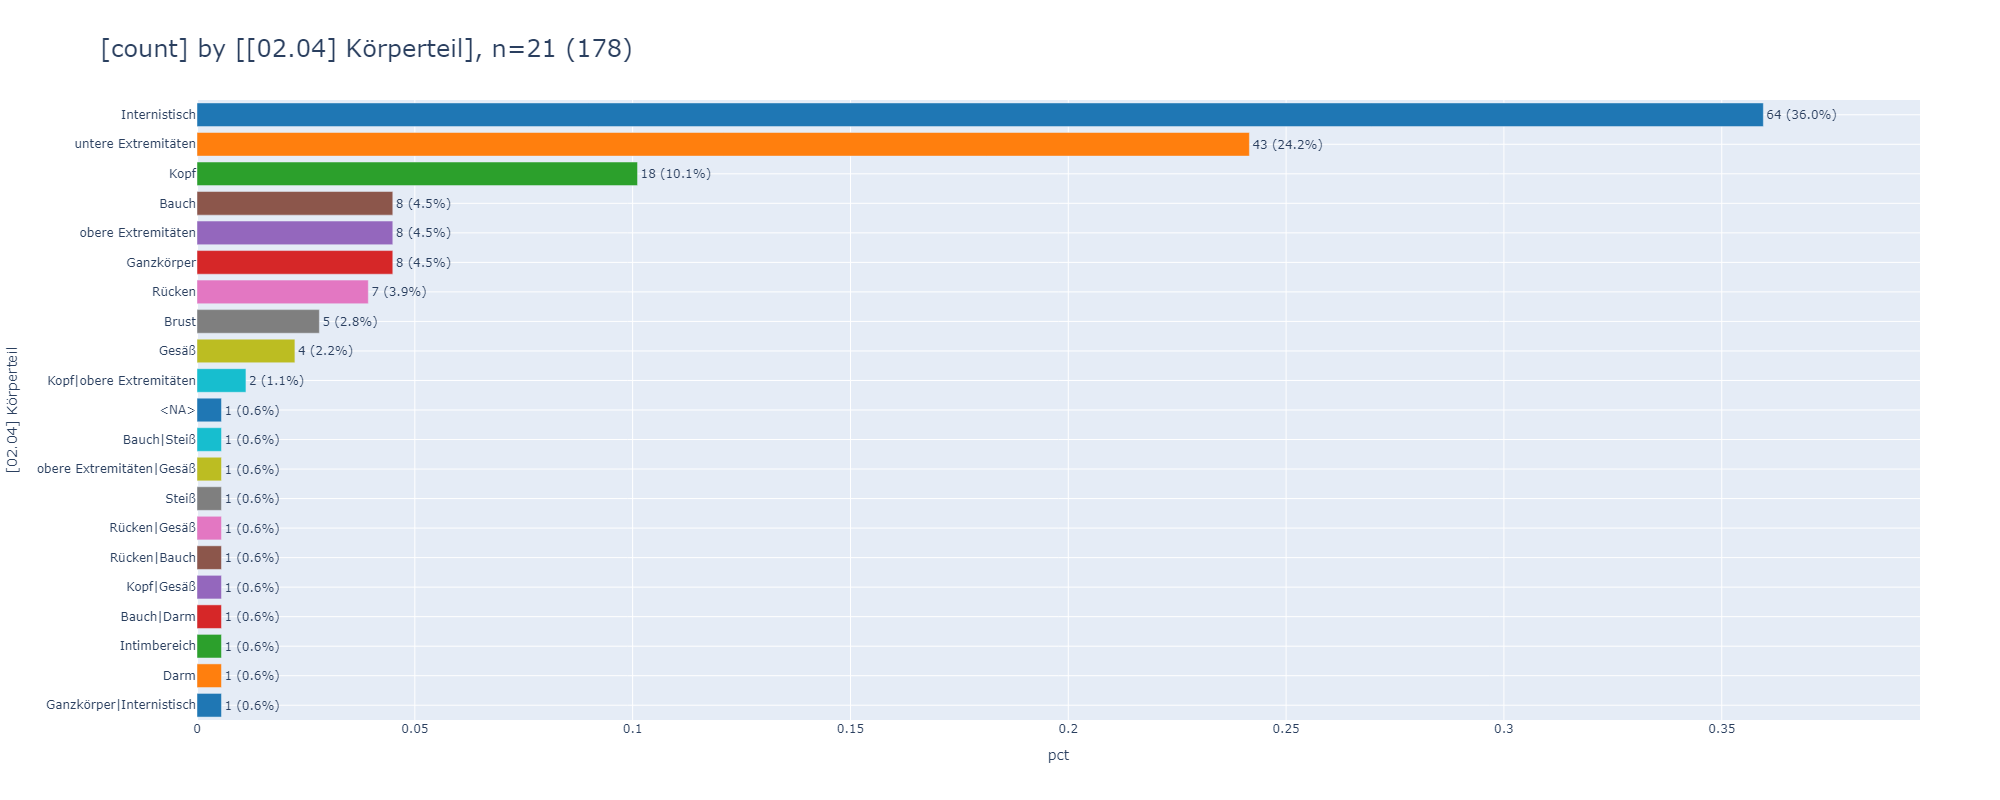 [count] by [[02.04] Körperteil], n=21 (178)
Internistisch 64 (36.0%)
untere Extremitäten 43 (24.2%)
Kopf 18 (10.1%)
Bauch 8 (4.5%)
obere Extremitäten 8 (4.5%)
Ganzkörper 8 (4.5%)
Rücken 7 (3.9%)
Brust 5 (2.8%)
Gesäß 4 (2.2%)
Kopf|obere Extremitäten 2 (1.1%)
<NA> 1 (0.6%)
Bauch|Steiß 1 (0.6%)
obere Extremitäten|Gesäß 1 (0.6%)
Steiß 1 (0.6%)
Rücken|Gesäß 1 (0.6%)
Rücken|Bauch 1 (0.6%)
Kopf|Gesäß 1 (0.6%)
Bauch|Darm 1 (0.6%)
Intimbereich 1 (0.6%)
Darm 1 (0.6%)
Ganzkörper|Internistisch 1 (0.6%)
0 0.05 0.1 0.15 0.2 0.25 0.3 0.35
pct
[02.04] Körperteil